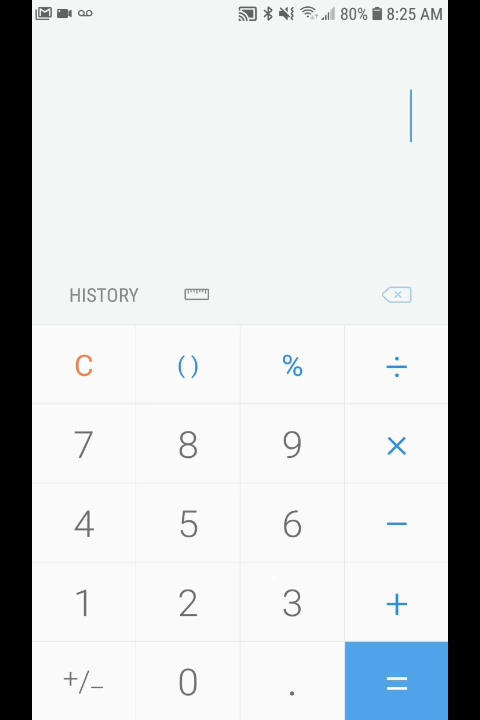 80% 8:25 AM
HISTORY
C ( ) % ÷
7 8 9 ×
4 5 6 −
1 2 3 +
+/− 0 . =